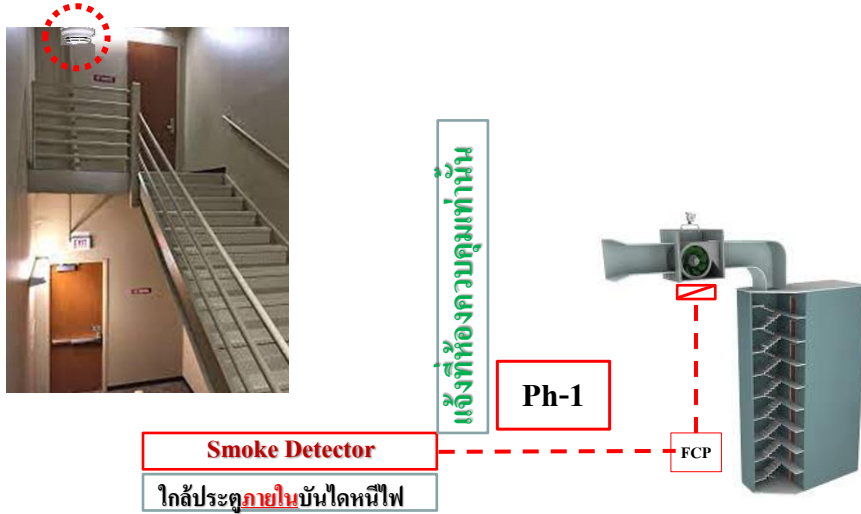 EXIT
แจ้งที่ห้องควบคุมเท่านั้น
Ph-1
Smoke Detector
FCP
ใกล้ประตูภายในบันไดหนีไฟ